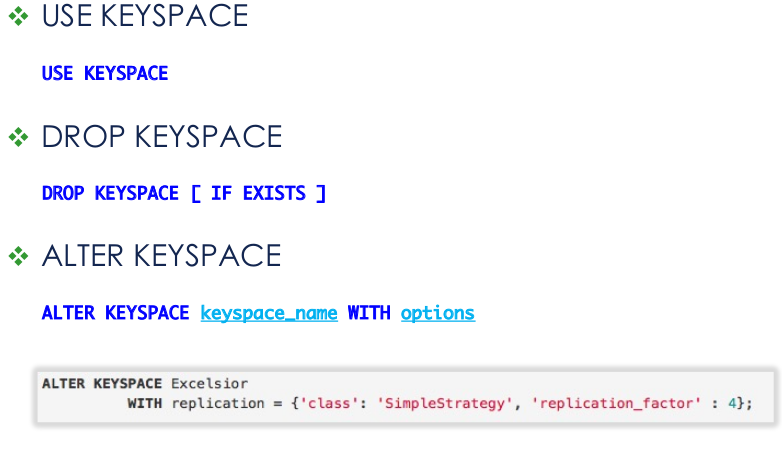 USE KEYSPACE
USE KEYSPACE
DROP KEYSPACE
DROP KEYSPACE [ IF EXISTS ]
ALTER KEYSPACE
ALTER KEYSPACE keyspace_name WITH options
ALTER KEYSPACE Excelsior
WITH replication = {'class': 'SimpleStrategy', 'replication_factor' : 4};